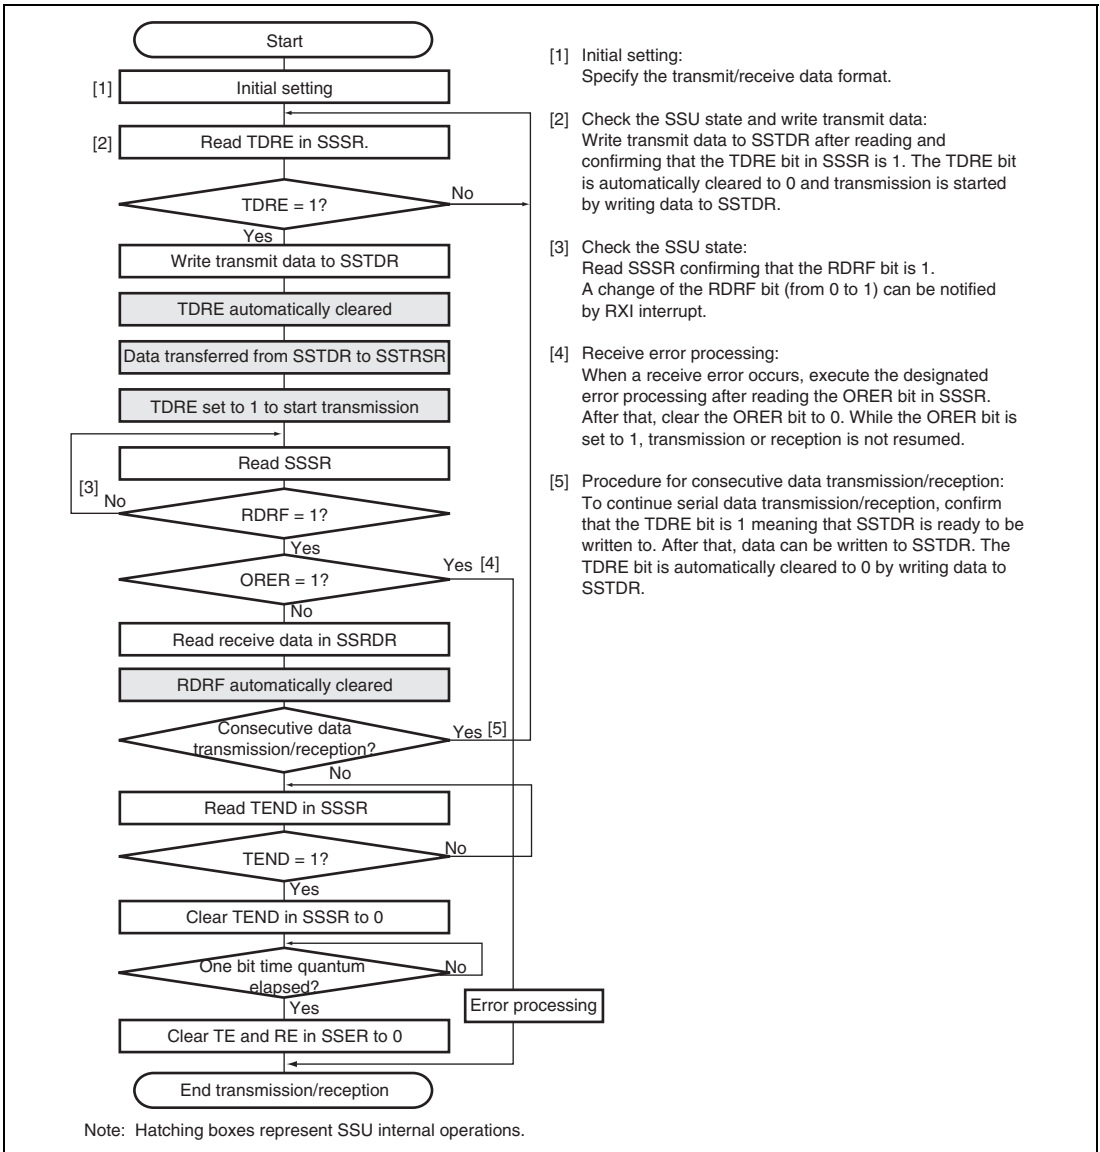 Start
[1] Initial setting
[2] Read TDRE in SSSR.
TDRE = 1?
No
Yes
Write transmit data to SSTDR
TDRE automatically cleared
Data transferred from SSTDR to SSTRSR
TDRE set to 1 to start transmission
Read SSSR
[3]
No
RDRF = 1?
Yes
ORER = 1?
Yes [4]
No
Read receive data in SSRDR
RDRF automatically cleared
Consecutive data
transmission/reception?
Yes [5]
No
Read TEND in SSSR
TEND = 1?
No
Yes
Clear TEND in SSSR to 0
One bit time quantum
elapsed?
No
Yes
Error processing
Clear TE and RE in SSER to 0
End transmission/reception
Note: Hatching boxes represent SSU internal operations.
[1] Initial setting:
Specify the transmit/receive data format.
[2] Check the SSU state and write transmit data:
Write transmit data to SSTDR after reading and
confirming that the TDRE bit in SSSR is 1. The TDRE bit
is automatically cleared to 0 and transmission is started
by writing data to SSTDR.
[3] Check the SSU state:
Read SSSR confirming that the RDRF bit is 1.
A change of the RDRF bit (from 0 to 1) can be notified
by RXI interrupt.
[4] Receive error processing:
When a receive error occurs, execute the designated
error processing after reading the ORER bit in SSSR.
After that, clear the ORER bit to 0. While the ORER bit is
set to 1, transmission or reception is not resumed.
[5] Procedure for consecutive data transmission/reception:
To continue serial data transmission/reception, confirm
that the TDRE bit is 1 meaning that SSTDR is ready to be
written to. After that, data can be written to SSTDR. The
TDRE bit is automatically cleared to 0 by writing data to
SSTDR.